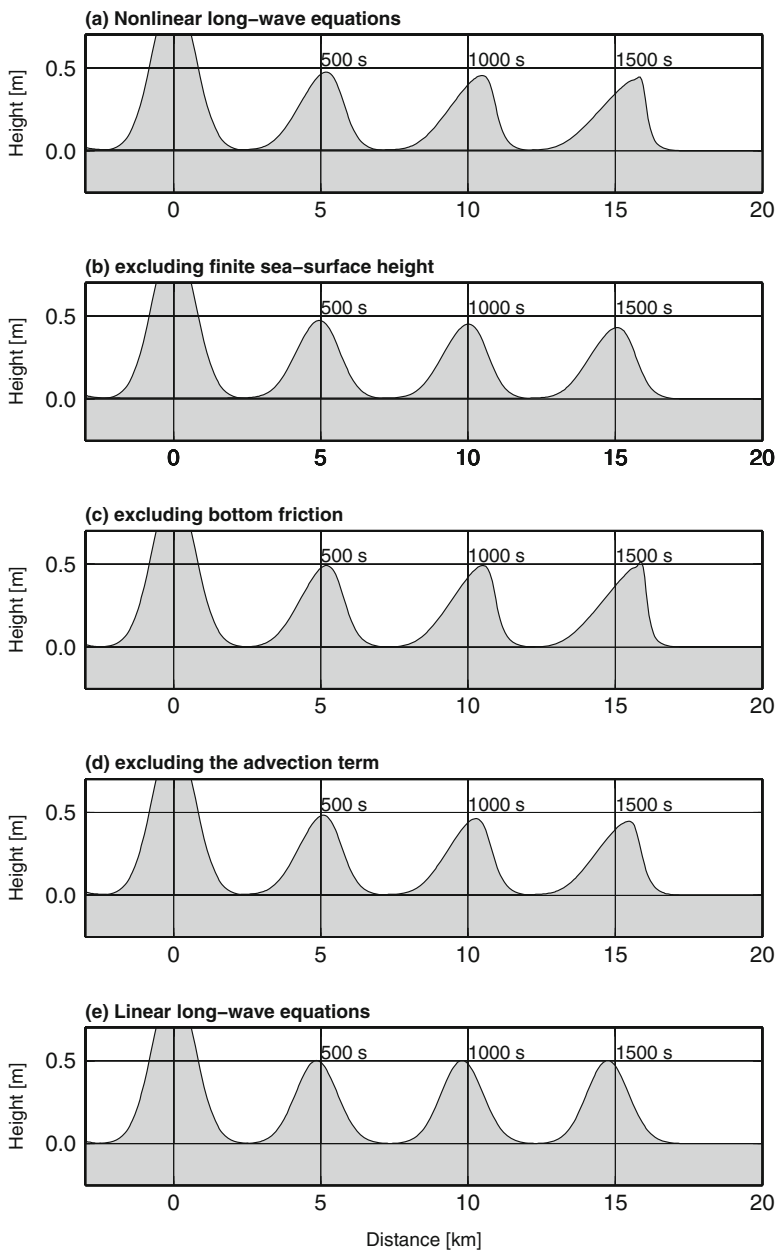 (a) Nonlinear long−wave equations
Height [m]
0.5
0.0
500 s
1000 s
1500 s
0 5 10 15 20
(b) excluding finite sea−surface height
Height [m]
0.5
0.0
500 s
1000 s
1500 s
0 5 10 15 20
(c) excluding bottom friction
Height [m]
0.5
0.0
500 s
1000 s
1500 s
0 5 10 15 20
(d) excluding the advection term
Height [m]
0.5
0.0
500 s
1000 s
1500 s
0 5 10 15 20
(e) Linear long−wave equations
Height [m]
0.5
0.0
500 s
1000 s
1500 s
0 5 10 15 20
Distance [km]